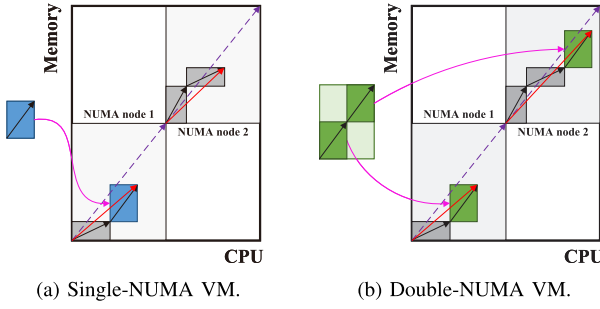 Memory
NUMA node 1
NUMA node 2
CPU
(a) Single-NUMA VM.
Memory
NUMA node 1
NUMA node 2
CPU
(b) Double-NUMA VM.